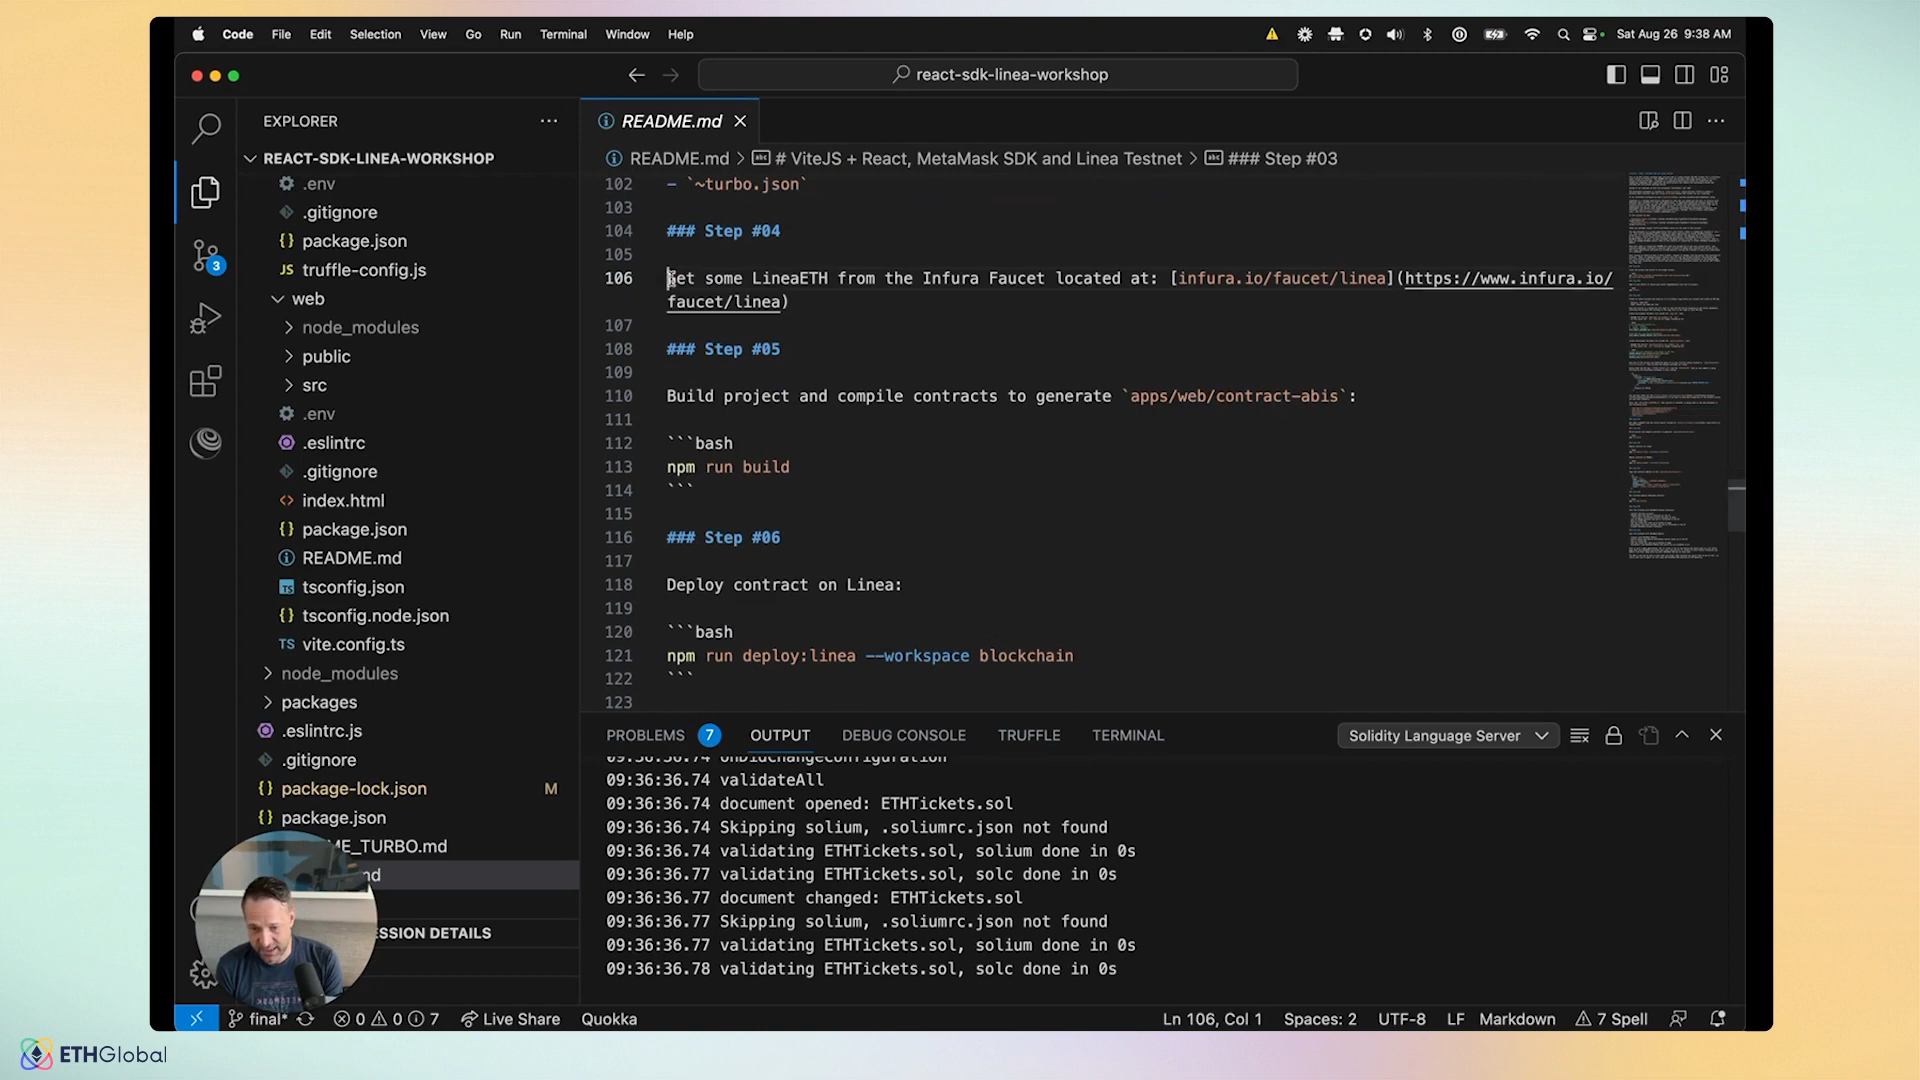 Code File Edit Selection View Go Run Terminal Window Help
Sat Aug 26 9:38 AM
react-sdk-linea-workshop
EXPLORER
README.md
REACT-SDK-LINEA-WORKSHOP
README.md > # ViteJS + React, MetaMask SDK and Linea Testnet > ### Step #03
.env
.gitignore
package.json
truffle-config.js
web
node_modules
public
src
.env
.eslintrc
.gitignore
index.html
package.json
README.md
tsconfig.json
tsconfig.node.json
vite.config.ts
node_modules
packages
.eslintrc.js
.gitignore
package-lock.json M
package.json
ME_TURBO.md
md
SSION DETAILS
3
102 - `~turbo.json`
103
104 ### Step #04
105
106 Get some LineaETH from the Infura Faucet located at: [infura.io/faucet/linea](https://www.infura.io/
faucet/linea)
107
108 ### Step #05
109
110 Build project and compile contracts to generate `apps/web/contract-abis`:
111
112 ```bash
113 npm run build
114 ```
115
116 ### Step #06
117
118 Deploy contract on Linea:
119
120 ```bash
121 npm run deploy:linea --workspace blockchain
122 ```
123
PROBLEMS 7 OUTPUT DEBUG CONSOLE TRUFFLE TERMINAL
Solidity Language Server
09:36:36.74 onDidChangeConfiguration
09:36:36.74 validateAll
09:36:36.74 document opened: ETHTickets.sol
09:36:36.74 Skipping solium, .soliumrc.json not found
09:36:36.74 validating ETHTickets.sol, solium done in 0s
09:36:36.77 validating ETHTickets.sol, solc done in 0s
09:36:36.77 document changed: ETHTickets.sol
09:36:36.77 Skipping solium, .soliumrc.json not found
09:36:36.77 validating ETHTickets.sol, solium done in 0s
09:36:36.78 validating ETHTickets.sol, solc done in 0s
final* 0 0 7 Live Share Quokka
Ln 106, Col 1 Spaces: 2 UTF-8 LF Markdown 7 Spell
ETHGlobal